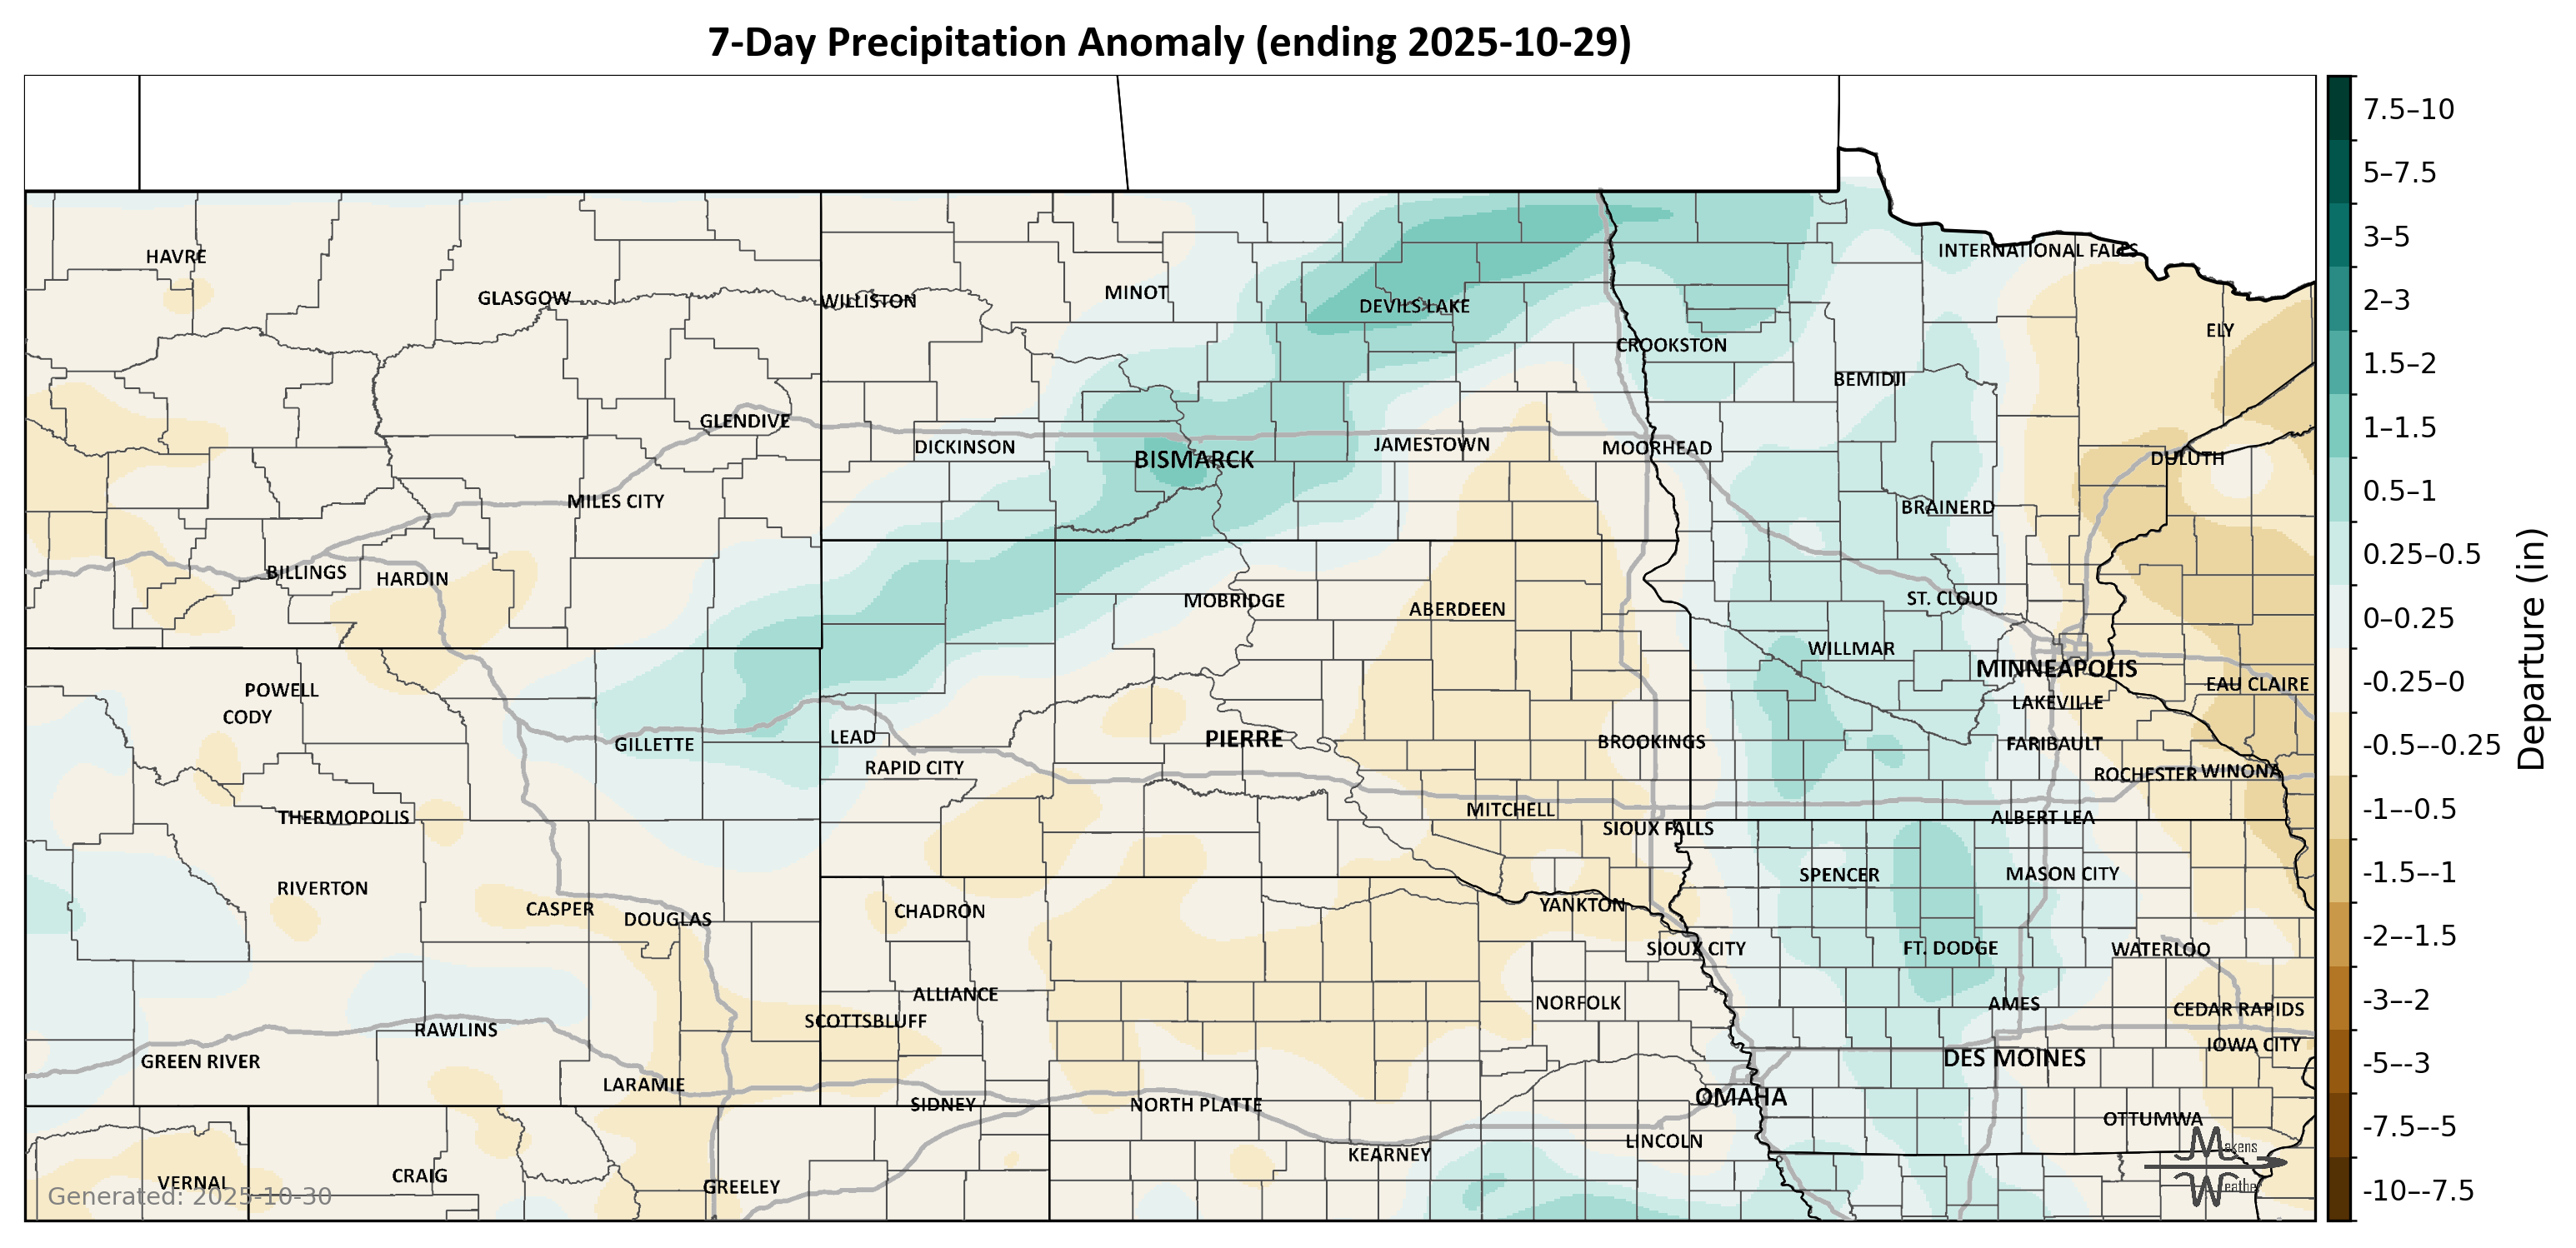 7-Day Precipitation Anomaly (ending 2025-10-29)
HAVRE
GLASGOW
WILLISTON
MINOT
DEVILS LAKE
CROOKSTON
INTERNATIONAL FALLS
ELY
BEMIDJI
GLENDIVE
DICKINSON
BISMARCK
JAMESTOWN
MOORHEAD
DULUTH
MILES CITY
BRAINERD
BILLINGS
HARDIN
MOBRIDGE
ABERDEEN
ST. CLOUD
WILLMAR
MINNEAPOLIS
EAU CLAIRE
POWELL
CODY
LAKEVILLE
GILLETTE
LEAD
PIERRE
BROOKINGS
FARIBAULT
RAPID CITY
ROCHESTER
WINONA
THERMOPOLIS
MITCHELL
ALBERT LEA
SIOUX FALLS
RIVERTON
SPENCER
MASON CITY
CASPER
DOUGLAS
CHADRON
YANKTON
SIOUX CITY
FT. DODGE
WATERLOO
ALLIANCE
NORFOLK
AMES
CEDAR RAPIDS
SCOTTSBLUFF
RAWLINS
IOWA CITY
GREEN RIVER
DES MOINES
LARAMIE
OMAHA
SIDNEY
NORTH PLATTE
OTTUMWA
LINCOLN
KEARNEY
VERNAL
CRAIG
GREELEY
Generated: 2025-10-30
Makens
Weather
7.5–10
5–7.5
3–5
2–3
1.5–2
1–1.5
0.5–1
0.25–0.5
0–0.25
-0.25–0
-0.5–-0.25
-1–-0.5
-1.5–-1
-2–-1.5
-3–-2
-5–-3
-7.5–-5
-10–-7.5
Departure (in)